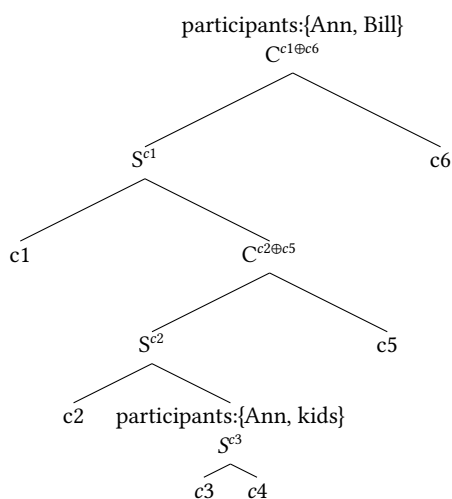 participants:{Ann, Bill}
C^{c1⊕c6}
S^{c1} c6
c1 C^{c2⊕c5}
S^{c2} c5
c2 participants:{Ann, kids}
S^{c3}
c3 c4